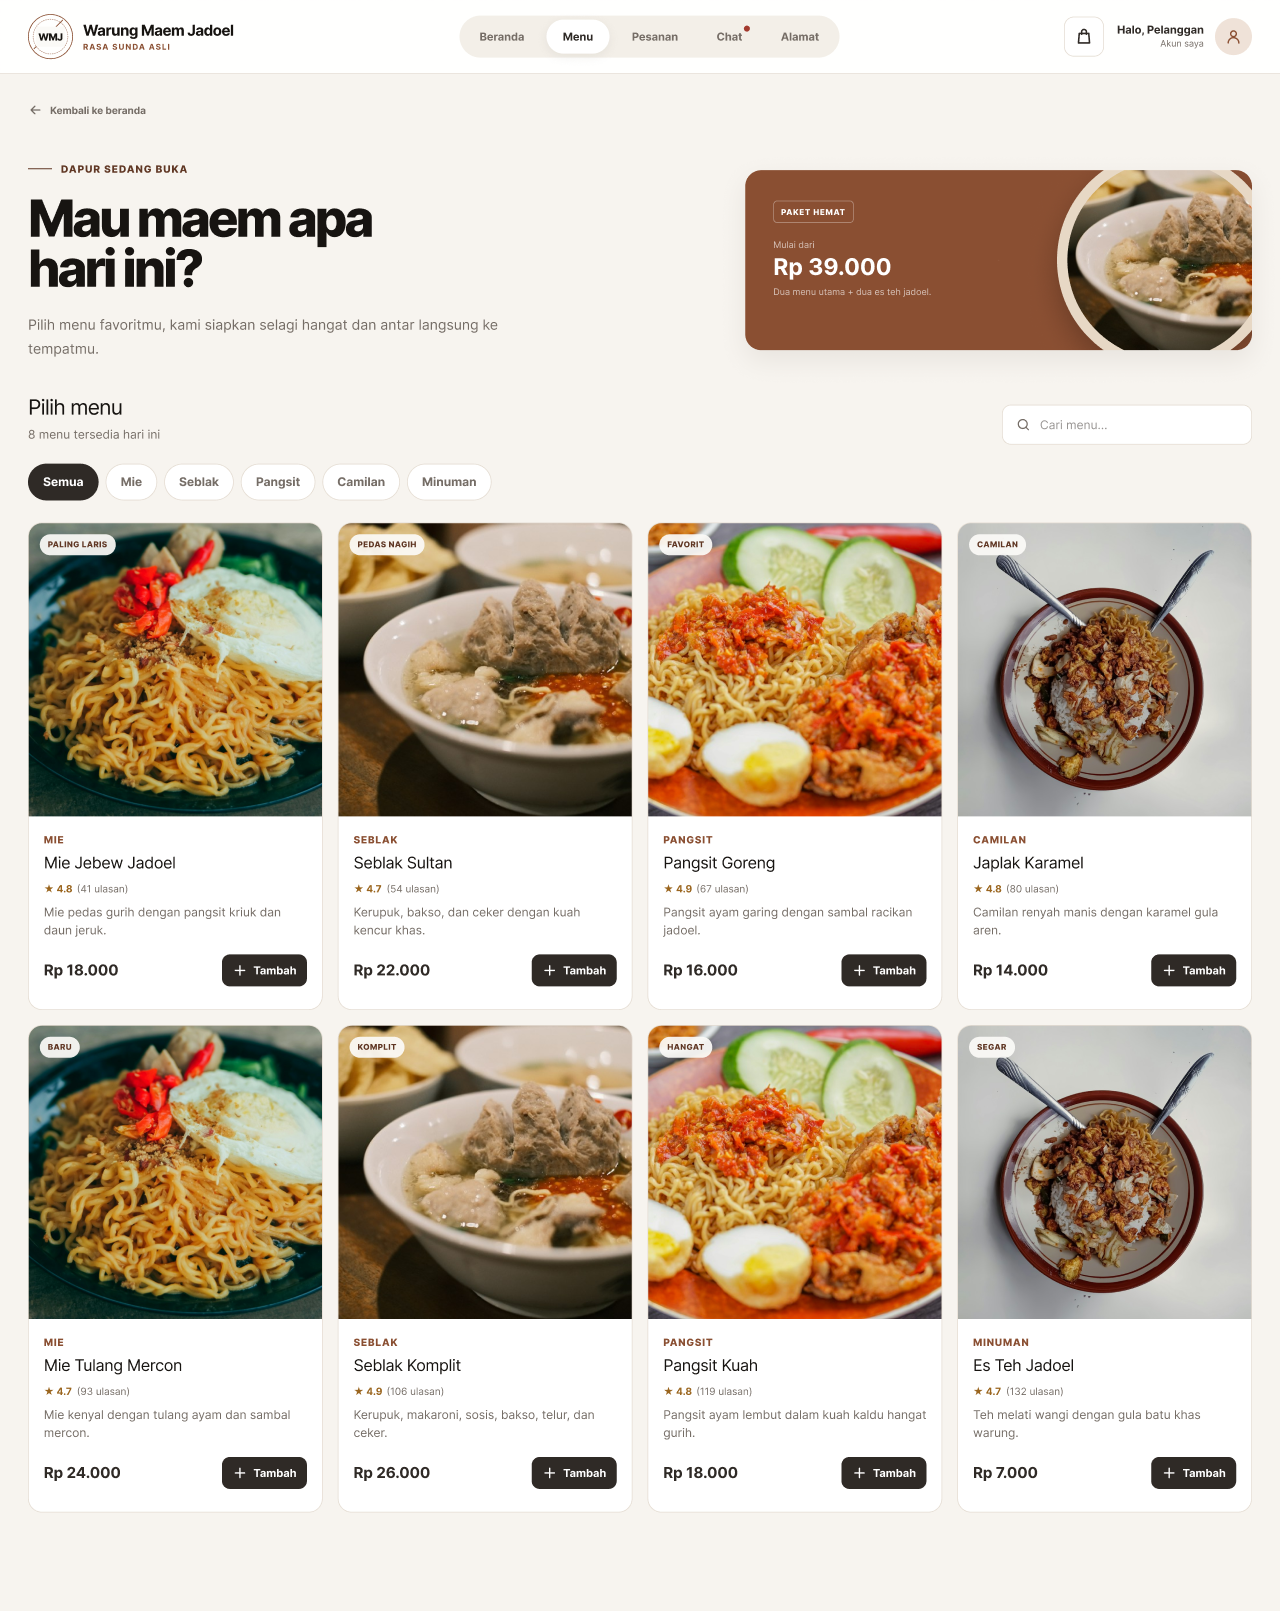 WMJ
Warung Maem Jadoel
RASA SUNDA ASLI
Beranda
Menu
Pesanan
Chat
Alamat
Halo, Pelanggan
Akun saya
Kembali ke beranda
DAPUR SEDANG BUKA
Mau maem apa
hari ini?
Pilih menu favoritmu, kami siapkan selagi hangat dan antar langsung ke
tempatmu.
PAKET HEMAT
Mulai dari
Rp 39.000
Dua menu utama + dua es teh jadoel.
Pilih menu
8 menu tersedia hari ini
Cari menu...
Semua
Mie
Seblak
Pangsit
Camilan
Minuman
PALING LARIS
MIE
Mie Jebew Jadoel
★ 4.8 (41 ulasan)
Mie pedas gurih dengan pangsit kriuk dan
daun jeruk.
Rp 18.000
Tambah
PEDAS NAGIH
SEBLAK
Seblak Sultan
★ 4.7 (54 ulasan)
Kerupuk, bakso, dan ceker dengan kuah
kencur khas.
Rp 22.000
Tambah
FAVORIT
PANGSIT
Pangsit Goreng
★ 4.9 (67 ulasan)
Pangsit ayam garing dengan sambal racikan
jadoel.
Rp 16.000
Tambah
CAMILAN
CAMILAN
Japlak Karamel
★ 4.8 (80 ulasan)
Camilan renyah manis dengan karamel gula
aren.
Rp 14.000
Tambah
BARU
MIE
Mie Tulang Mercon
★ 4.7 (93 ulasan)
Mie kenyal dengan tulang ayam dan sambal
mercon.
Rp 24.000
Tambah
KOMPLIT
SEBLAK
Seblak Komplit
★ 4.9 (106 ulasan)
Kerupuk, makaroni, sosis, bakso, telur, dan
ceker.
Rp 26.000
Tambah
HANGAT
PANGSIT
Pangsit Kuah
★ 4.8 (119 ulasan)
Pangsit ayam lembut dalam kuah kaldu hangat
gurih.
Rp 18.000
Tambah
SEGAR
MINUMAN
Es Teh Jadoel
★ 4.7 (132 ulasan)
Teh melati wangi dengan gula batu khas
warung.
Rp 7.000
Tambah